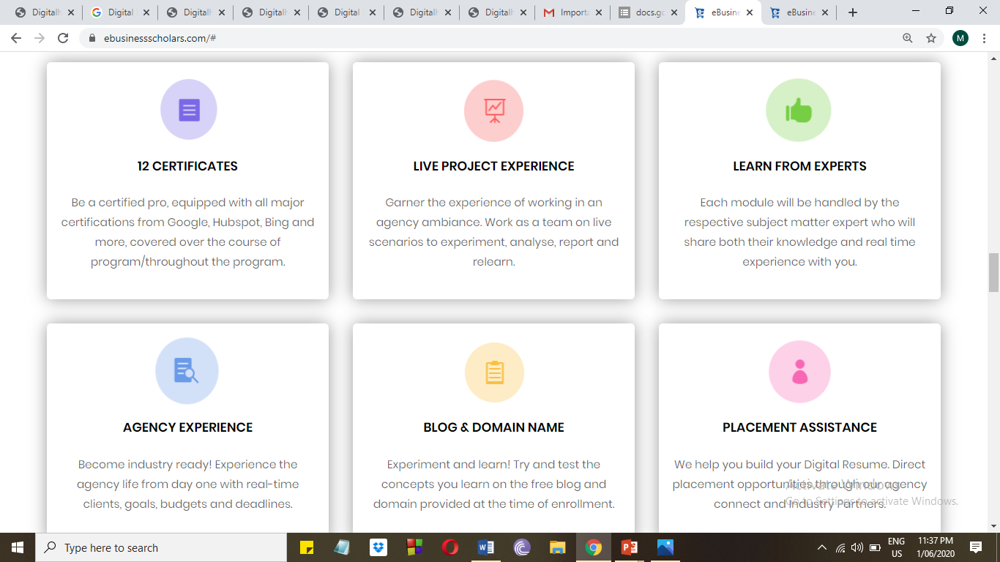 Digitalh
Digital
Digitalh
Digitalh
Digital
Digitalh
Digitalh
Importa
docs.go
eBusine
eBusine
ebusinessscholars.com/#
M
12 CERTIFICATES
Be a certified pro, equipped with all major
certifications from Google, Hubspot, Bing and
more, covered over the course of
program/throughout the program.
LIVE PROJECT EXPERIENCE
Garner the experience of working in an
agency ambiance. Work as a team on live
scenarios to experiment, analyse, report and
relearn.
LEARN FROM EXPERTS
Each module will be handled by the
respective subject matter expert who will
share both their knowledge and real time
experience with you.
AGENCY EXPERIENCE
Become industry ready! Experience the
agency life from day one with real-time
clients, goals, budgets and deadlines.
BLOG & DOMAIN NAME
Experiment and learn! Try and test the
concepts you learn on the free blog and
domain provided at the time of enrollment.
PLACEMENT ASSISTANCE
We help you build your Digital Resume. Direct
placement opportunities through our agency
connect and Industry Partners.
Activate Windows
Go to Settings to activate Windows.
Type here to search
ENG
US
11:37 PM
1/06/2020